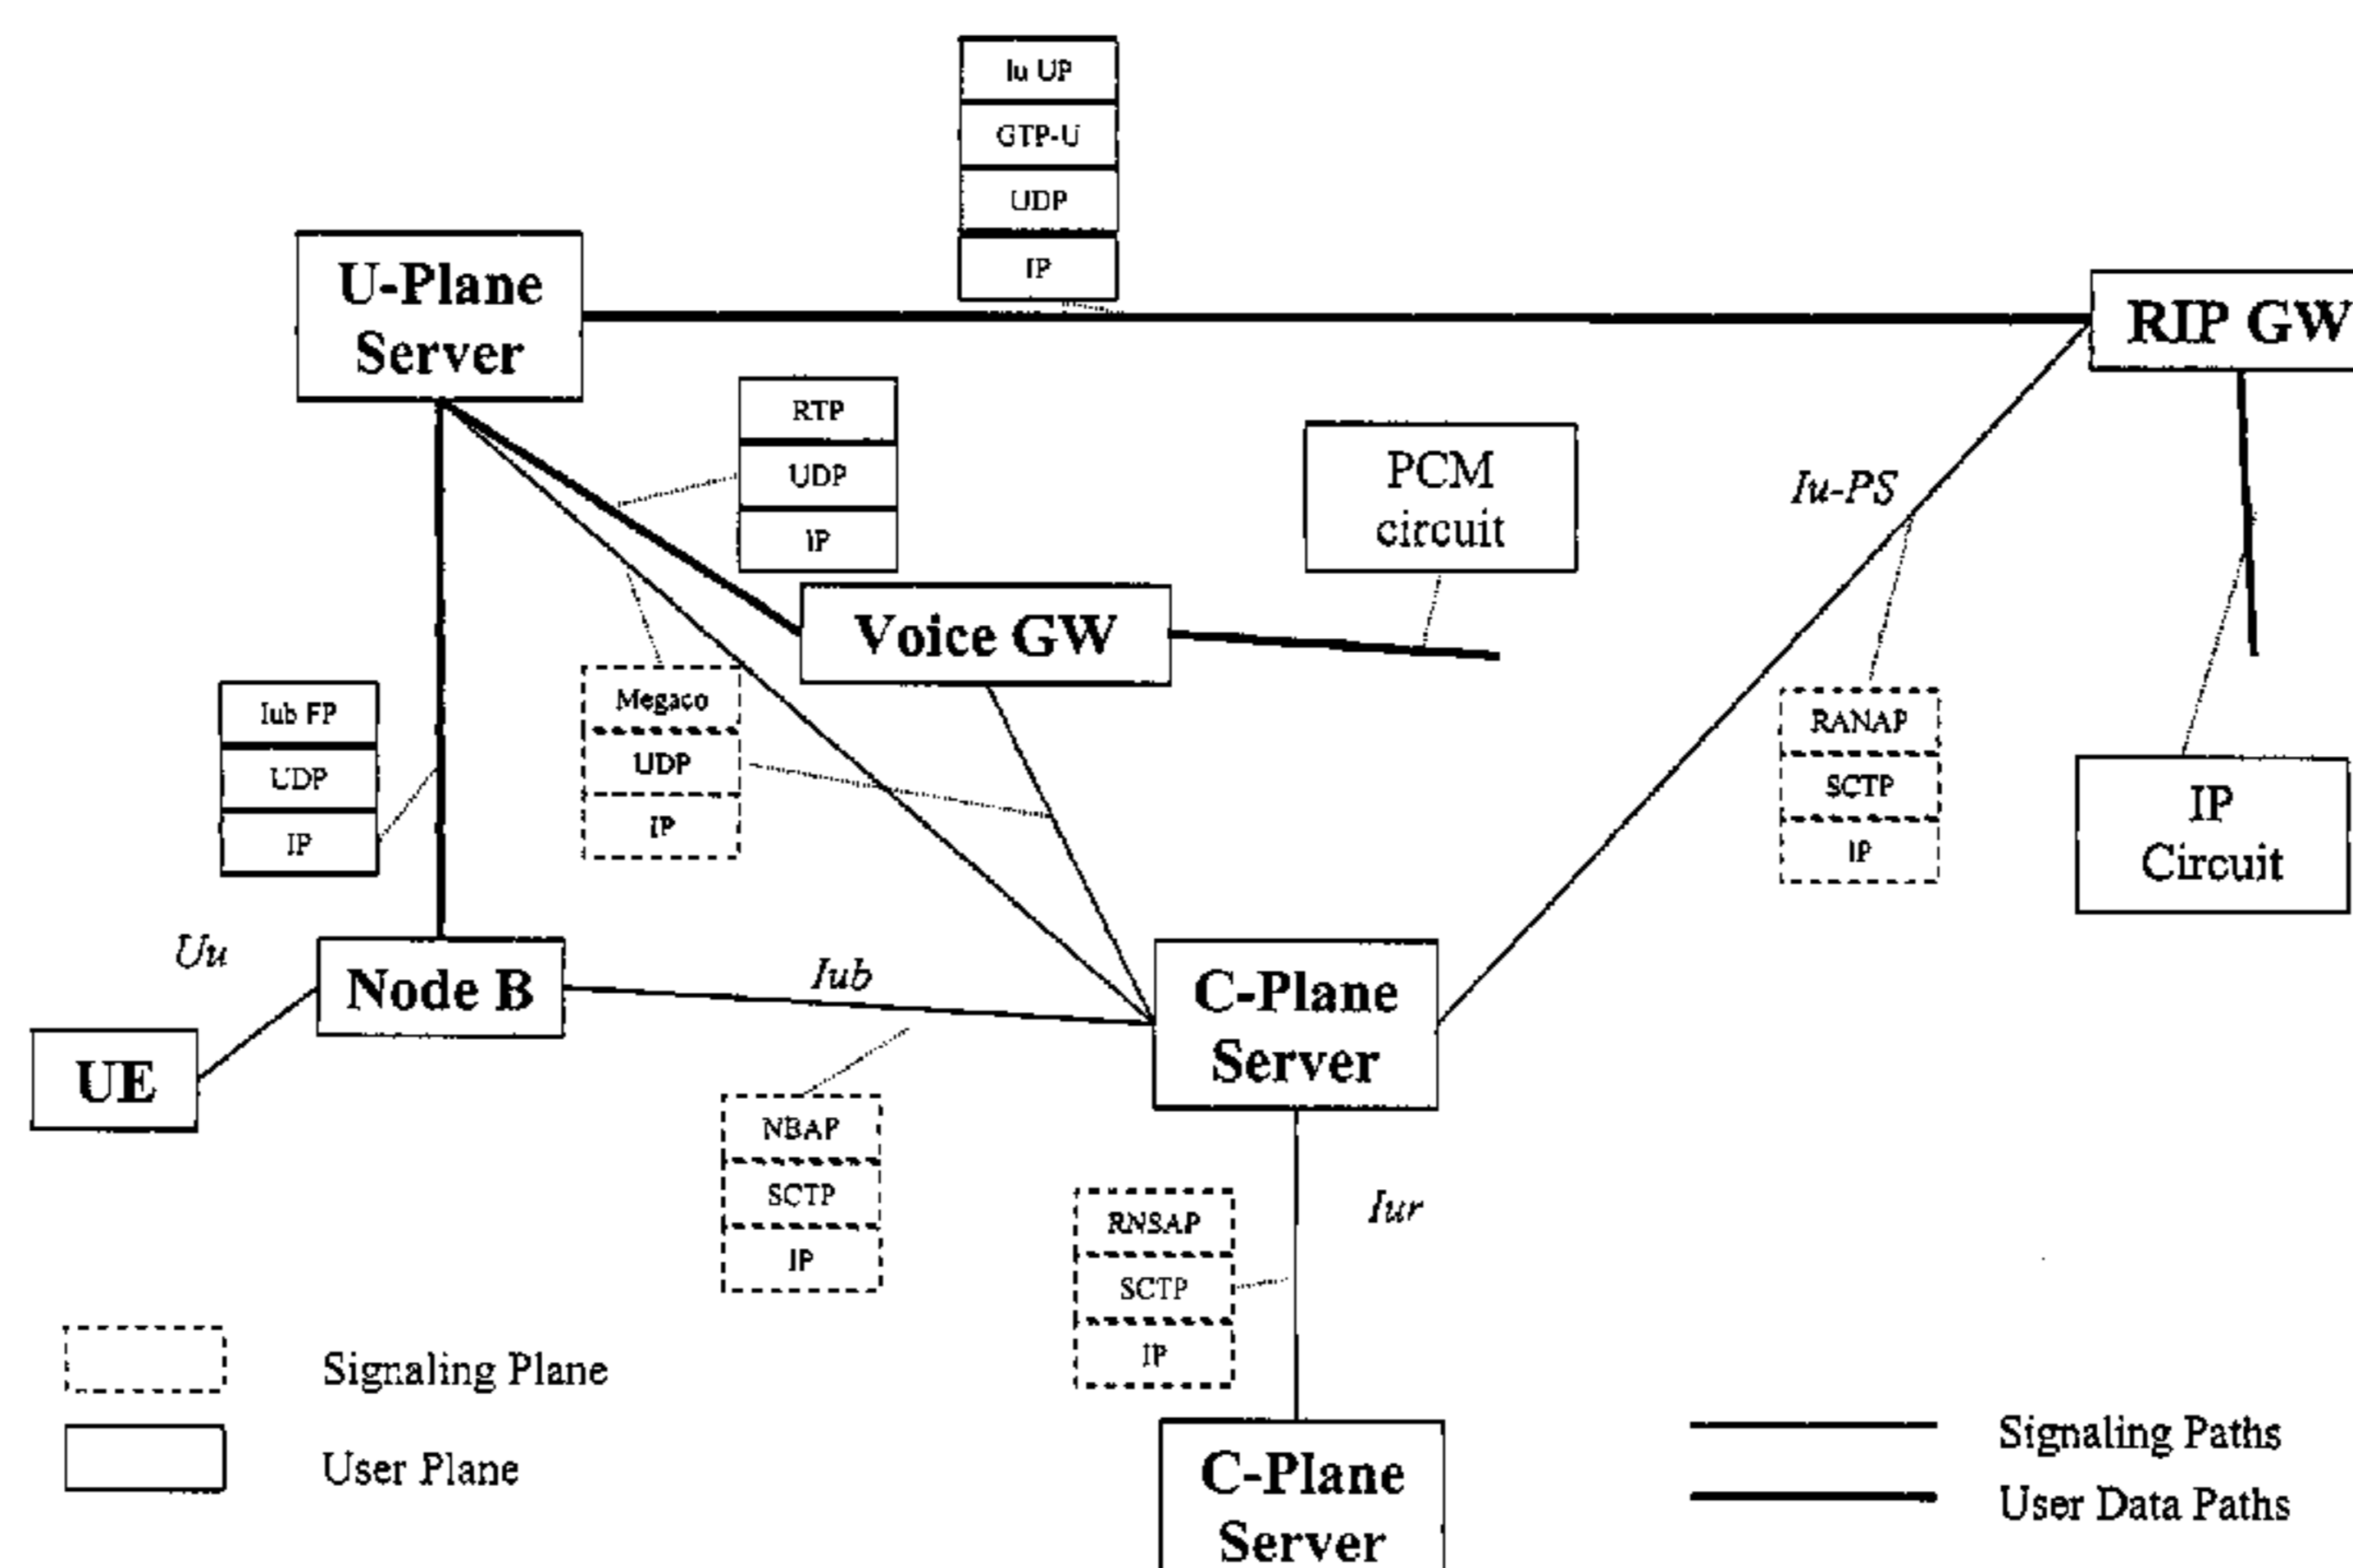 Iu UP
GTP-U
UDP
IP
U-Plane
Server
RIP GW
RTP
UDP
IP
PCM
circuit
Iu-PS
Voice GW
Megaco
UDP
IP
Iub FP
UDP
IP
RANAP
SCTP
IP
IP
Circuit
Uu
Node B
Iub
C-Plane
Server
UE
NBAP
SCTP
IP
RNSAP
SCTP
IP
Iur
Signaling Plane
User Plane
C-Plane
Server
Signaling Paths
User Data Paths